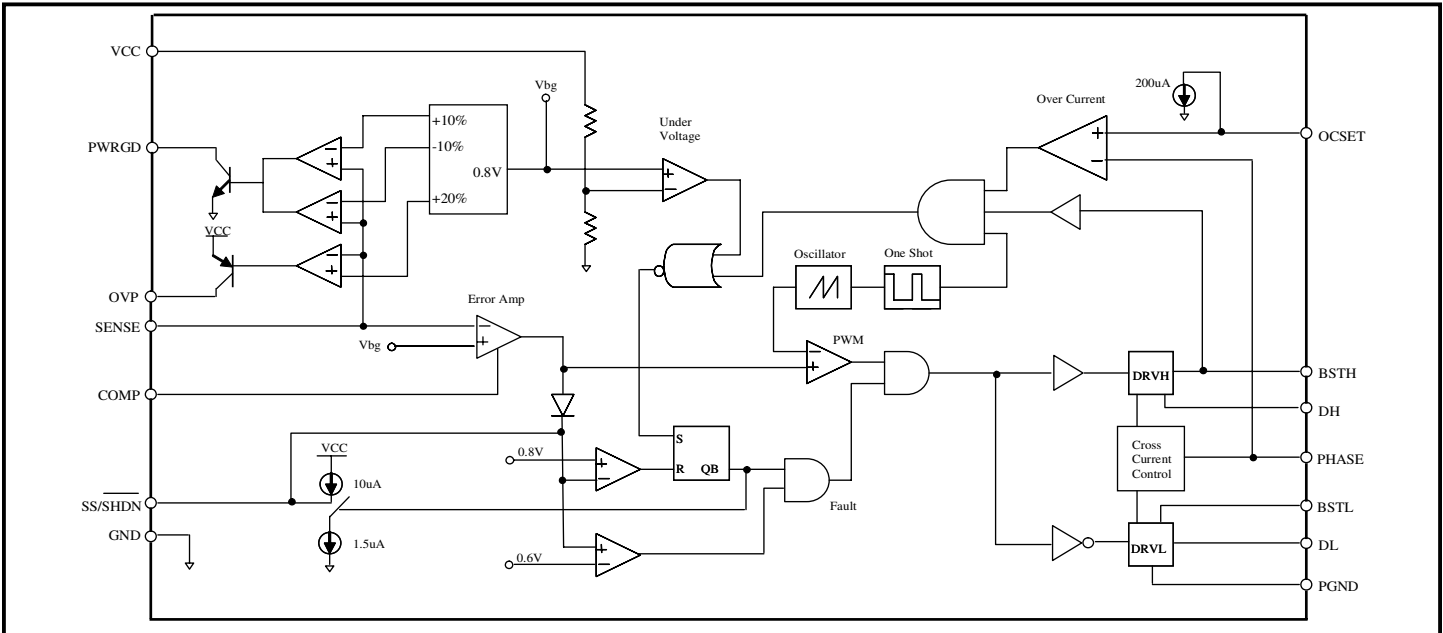 VCC
PWRGD
VCC
OVP
SENSE
COMP
SS/SHDN
GND
+10%
-10%
0.8V
+20%
Vbg
Under
Voltage
Over Current
200uA
OCSET
Oscillator
One Shot
Error Amp
Vbg
PWM
DRVH
BSTH
DH
Cross
Current
Control
PHASE
BSTL
DRVL
DL
PGND
VCC
10uA
1.5uA
0.8V
S
R QB
Fault
0.6V
+
−
+
−
+
−
+
−
+
−
+
−
+
−
+
−
+
−
+
−